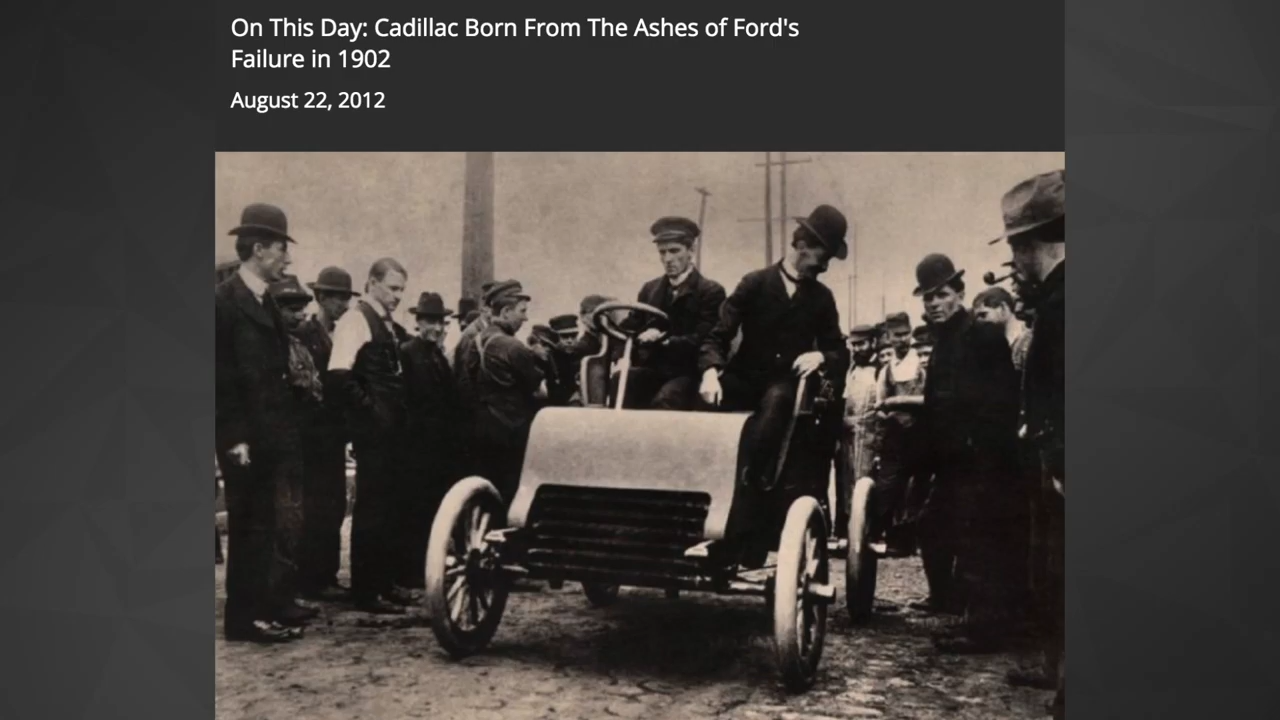 On This Day: Cadillac Born From The Ashes of Ford's
Failure in 1902
August 22, 2012